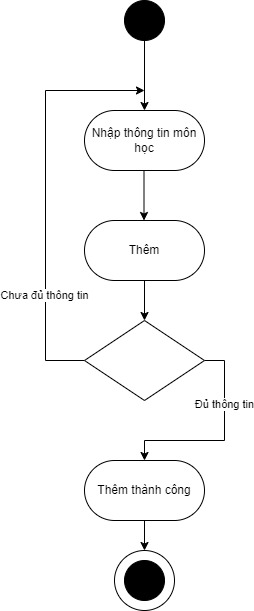 Nhập thông tin môn
học
Thêm
Chưa đủ thông tin
Đủ thông tin
Thêm thành công